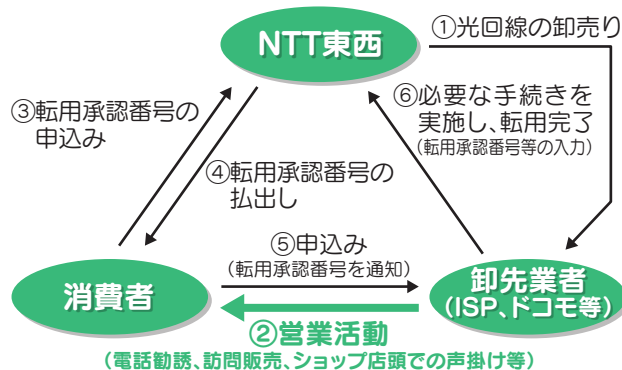 ①光回線の卸売り
NTT東西
③転用承認番号の
申込み
⑥必要な手続きを
実施し、転用完了
(転用承認番号等の入力)
④転用承認番号の
払出し
⑤申込み
(転用承認番号を通知)
消費者
卸先業者
(ISP、ドコモ等)
②営業活動
(電話勧誘、訪問販売、ショップ店頭での声掛け等)